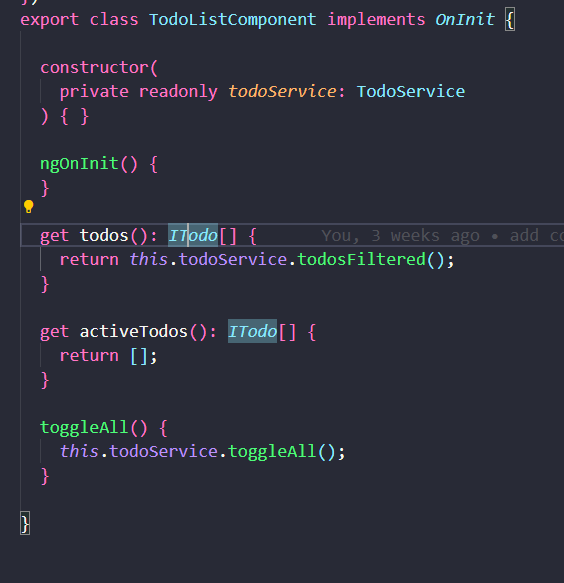 export class TodoListComponent implements OnInit {
constructor(
private readonly todoService: TodoService
) { }
ngOnInit() {
}
get todos(): ITodo[] { You, 3 weeks ago • add co
return this.todoService.todosFiltered();
}
get activeTodos(): ITodo[] {
return [];
}
toggleAll() {
this.todoService.toggleAll();
}
}